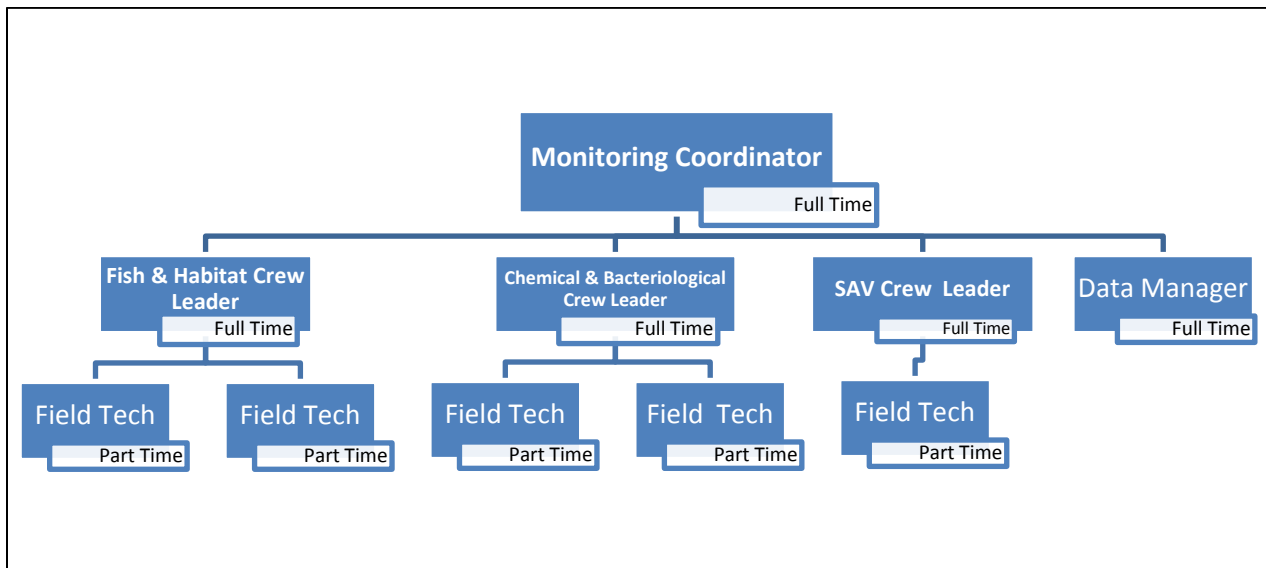 Monitoring Coordinator
Full Time
Fish & Habitat Crew
Leader
Full Time
Chemical & Bacteriological
Crew Leader
Full Time
SAV Crew  Leader
Full Time
Data Manager
Full Time
Field Tech
Part Time
Field Tech
Part Time
Field Tech
Part Time
Field  Tech
Part Time
Field Tech
Part Time